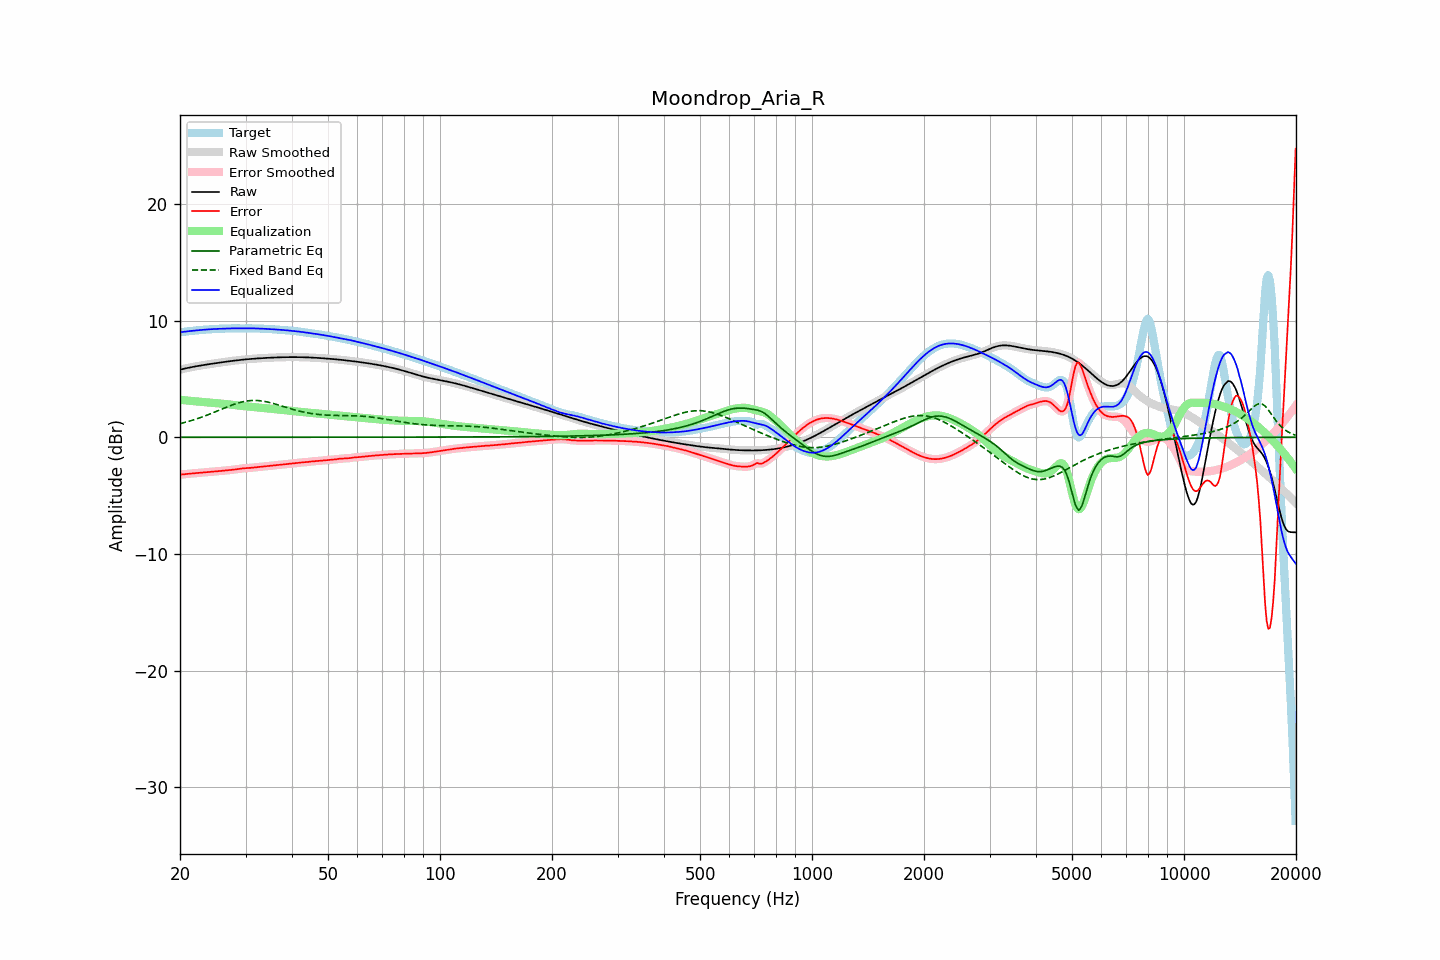 Moondrop_Aria_R
Target
Raw Smoothed
Error Smoothed
Raw
Error
Equalization
Parametric Eq
Fixed Band Eq
Equalized
20
10
0
−10
−20
−30
Amplitude (dBr)
20 50 100 200 500 1000 2000 5000 10000 20000
Frequency (Hz)